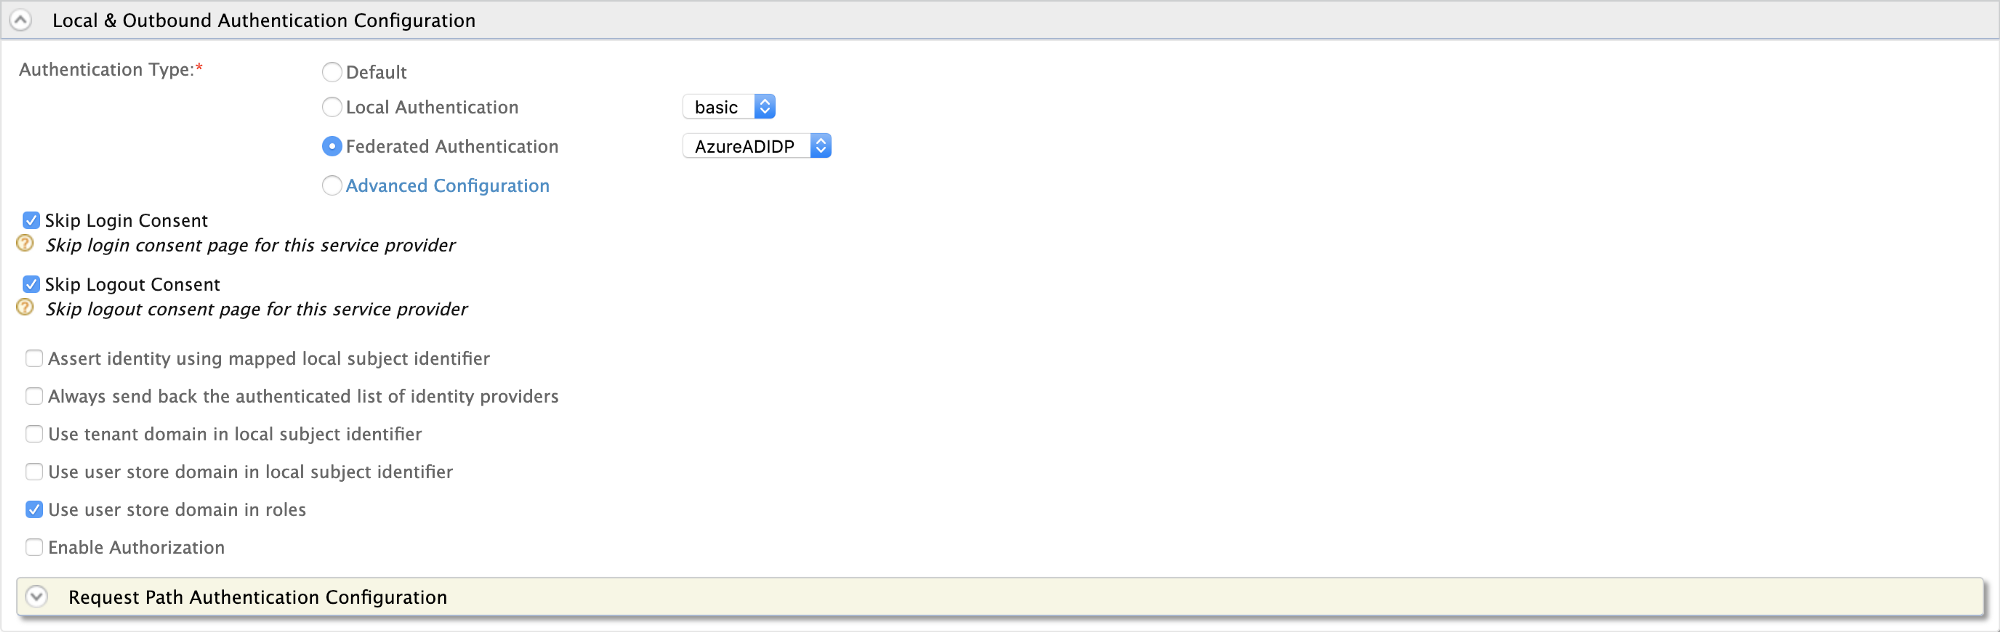 Local & Outbound Authentication Configuration
Authentication Type:*
Default
Local Authentication basic
Federated Authentication AzureADIDP
Advanced Configuration
Skip Login Consent
? Skip login consent page for this service provider
Skip Logout Consent
? Skip logout consent page for this service provider
Assert identity using mapped local subject identifier
Always send back the authenticated list of identity providers
Use tenant domain in local subject identifier
Use user store domain in local subject identifier
Use user store domain in roles
Enable Authorization
Request Path Authentication Configuration